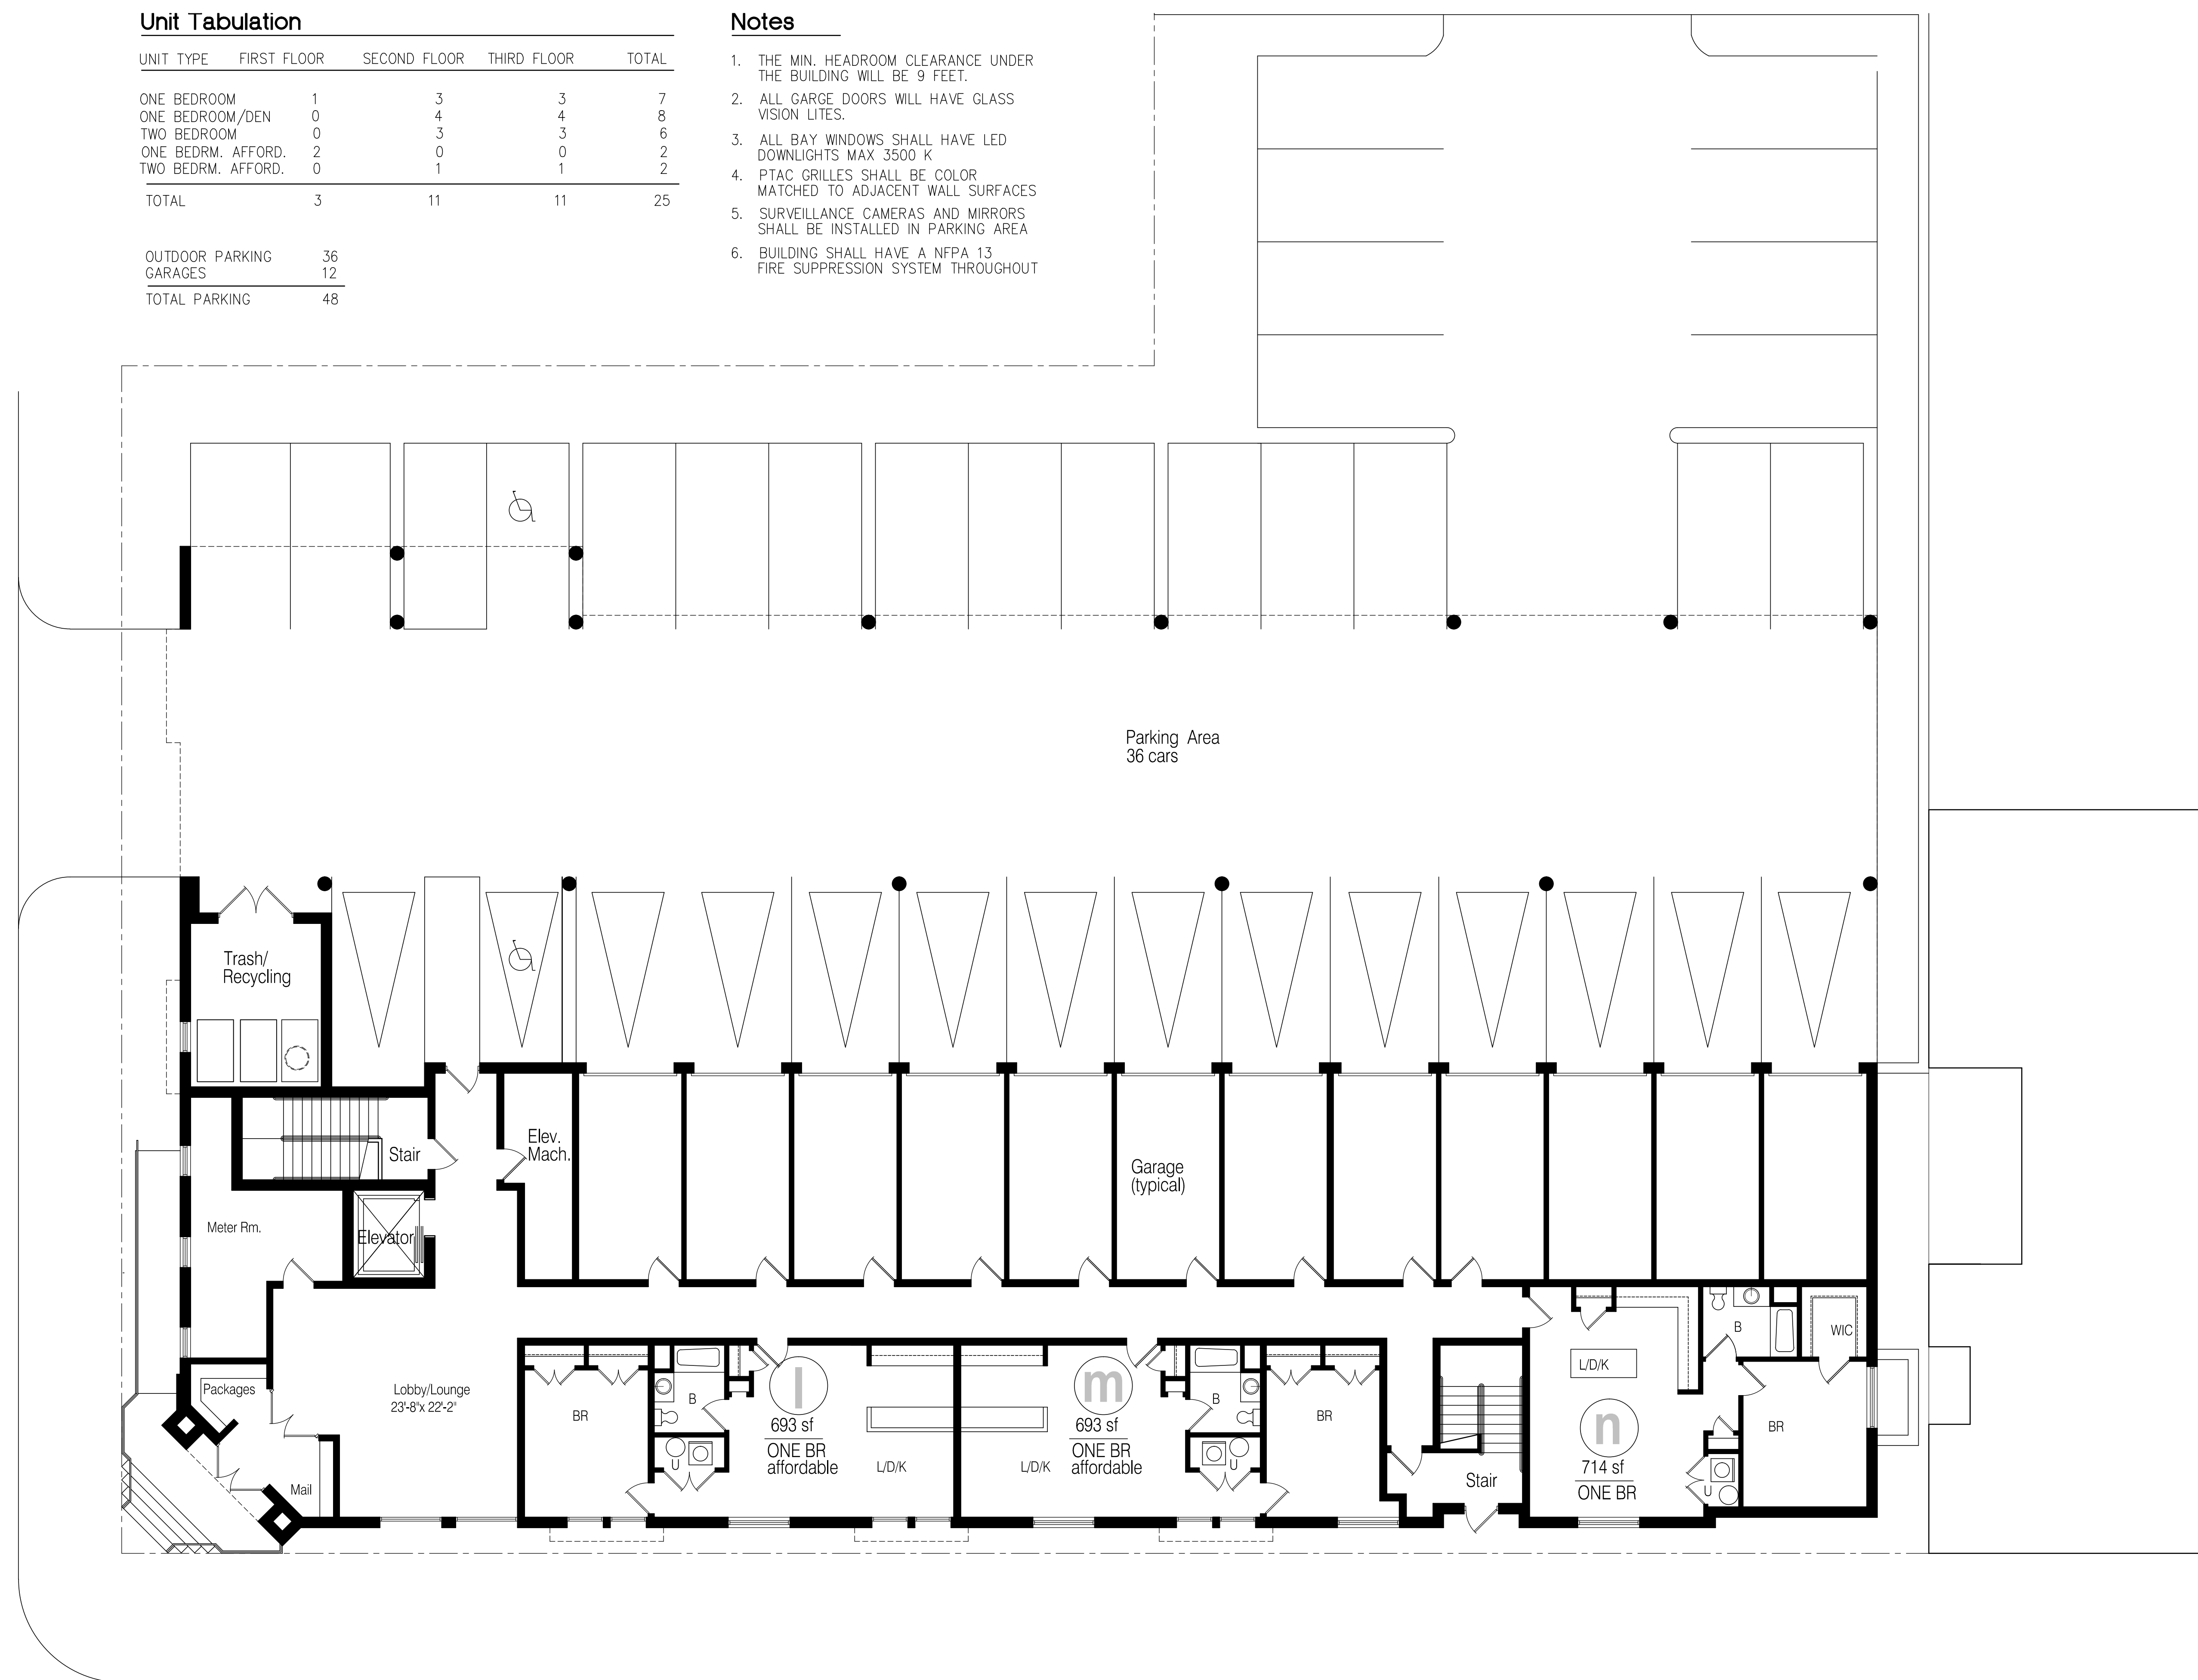 Unit Tabulation
UNIT TYPE FIRST FLOOR SECOND FLOOR THIRD FLOOR TOTAL
ONE BEDROOM 1 3 3 7
ONE BEDROOM/DEN 0 4 4 8
TWO BEDROOM 0 3 3 6
ONE BEDRM. AFFORD. 2 0 0 2
TWO BEDRM. AFFORD. 0 1 1 2
TOTAL 3 11 11 25
OUTDOOR PARKING 36
GARAGES 12
TOTAL PARKING 48
Notes
1. THE MIN. HEADROOM CLEARANCE UNDER
THE BUILDING WILL BE 9 FEET.
2. ALL GARGE DOORS WILL HAVE GLASS
VISION LITES.
3. ALL BAY WINDOWS SHALL HAVE LED
DOWNLIGHTS MAX 3500 K
4. PTAC GRILLES SHALL BE COLOR
MATCHED TO ADJACENT WALL SURFACES
5. SURVEILLANCE CAMERAS AND MIRRORS
SHALL BE INSTALLED IN PARKING AREA
6. BUILDING SHALL HAVE A NFPA 13
FIRE SUPPRESSION SYSTEM THROUGHOUT
Parking Area
36 cars
Trash/
Recycling
Stair
Elev.
Mach.
Garage
(typical)
Meter Rm.
Elevator
Packages
Lobby/Lounge
23'-8"x 22'-2"
Mail
BR
B
U
l
693 sf
ONE BR
affordable
L/D/K
L/D/K
m
693 sf
ONE BR
affordable
B
U
BR
Stair
L/D/K
n
714 sf
ONE BR
B
U
WIC
BR